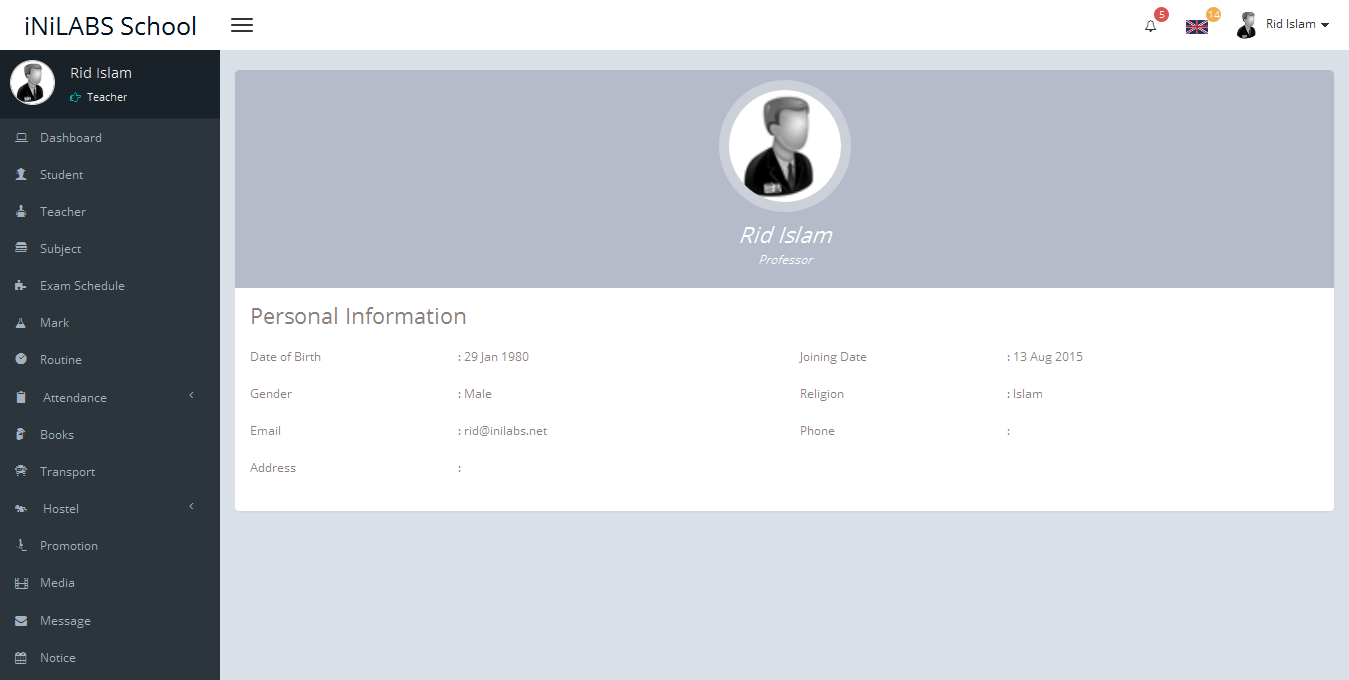 iNiLABS School
5
14
Rid Islam
Rid Islam
Teacher
Dashboard
Student
Teacher
Subject
Exam Schedule
Mark
Routine
Attendance
Books
Transport
Hostel
Promotion
Media
Message
Notice
Rid Islam
Professor
Personal Information
Date of Birth : 29 Jan 1980 Joining Date : 13 Aug 2015
Gender : Male Religion : Islam
Email : rid@inilabs.net Phone :
Address :